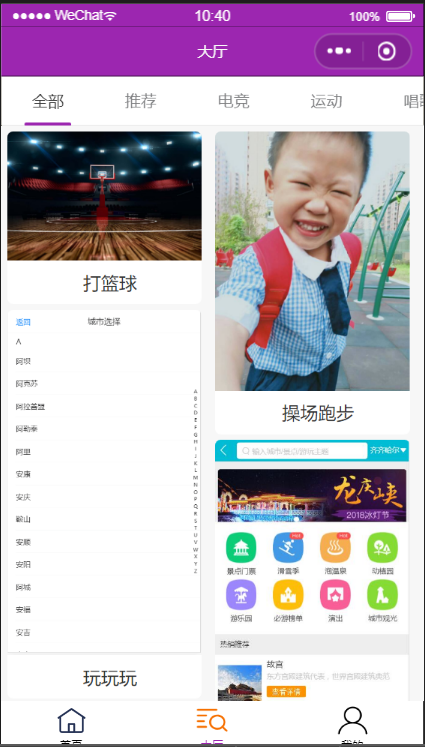 WeChat
10:40
100%
大厅
全部
推荐
电竞
运动
唱歌
打篮球
操场跑步
返回
城市选择
A
阿坝
阿克苏
阿拉善盟
阿勒泰
阿里
安康
安庆
鞍山
安顺
安阳
阿城
安福
安吉
A
B
C
D
E
F
G
H
I
J
K
L
M
N
O
P
Q
R
S
T
U
V
W
X
Y
Z
玩玩玩
输入城市/景点/游玩主题
齐齐哈尔
龙庆峡
2018冰灯节
景点门票
滑雪季
泡温泉
动植园
游乐园
必游榜单
演出
城市观光
热销推荐
故宫
东方宫殿建筑代表，世界宫殿建筑典范
查看详情
首页
大厅
我的